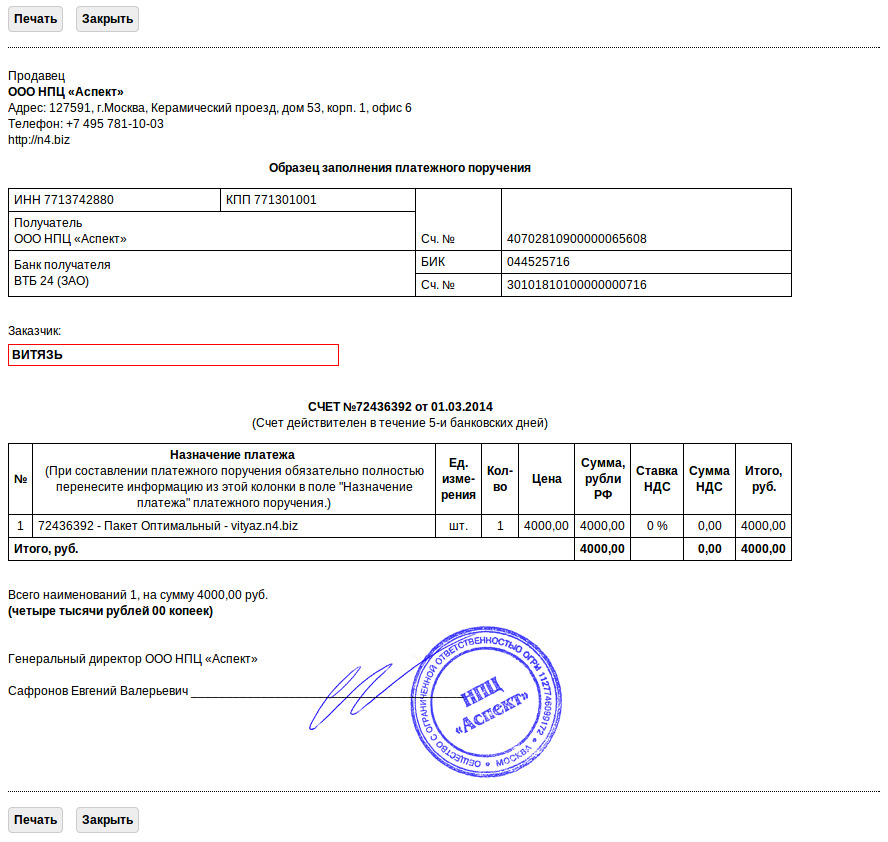 Печать Закрыть
Продавец
ООО НПЦ «Аспект»
Адрес: 127591, г.Москва, Керамический проезд, дом 53, корп. 1, офис 6
Телефон: +7 495 781-10-03
http://n4.biz
Образец заполнения платежного поручения
ИНН 7713742880 КПП 771301001
Получатель
ООО НПЦ «Аспект» Сч. № 40702810900000065608
Банк получателя БИК 044525716
ВТБ 24 (ЗАО) Сч. № 30101810100000000716
Заказчик:
ВИТЯЗЬ
СЧЕТ №72436392 от 01.03.2014
(Счет действителен в течение 5-и банковских дней)
№ Назначение платежа
(При составлении платежного поручения обязательно полностью
перенесите информацию из этой колонки в поле "Назначение
платежа" платежного поручения.)
Ед.
изме-
рения
Кол-
во
Цена
Сумма,
рубли
РФ
Ставка
НДС
Сумма
НДС
Итого,
руб.
1 72436392 - Пакет Оптимальный - vityaz.n4.biz шт. 1 4000,00 4000,00 0 % 0,00 4000,00
Итого, руб. 4000,00 0,00 4000,00
Всего наименований 1, на сумму 4000,00 руб.
(четыре тысячи рублей 00 копеек)
Генеральный директор ООО НПЦ «Аспект»
Сафронов Евгений Валерьевич
ОБЩЕСТВО С ОГРАНИЧЕННОЙ ОТВЕТСТВЕННОСТЬЮ ОГРН 1127746099172
МОСКВА
НПЦ
«Аспект»
Печать Закрыть